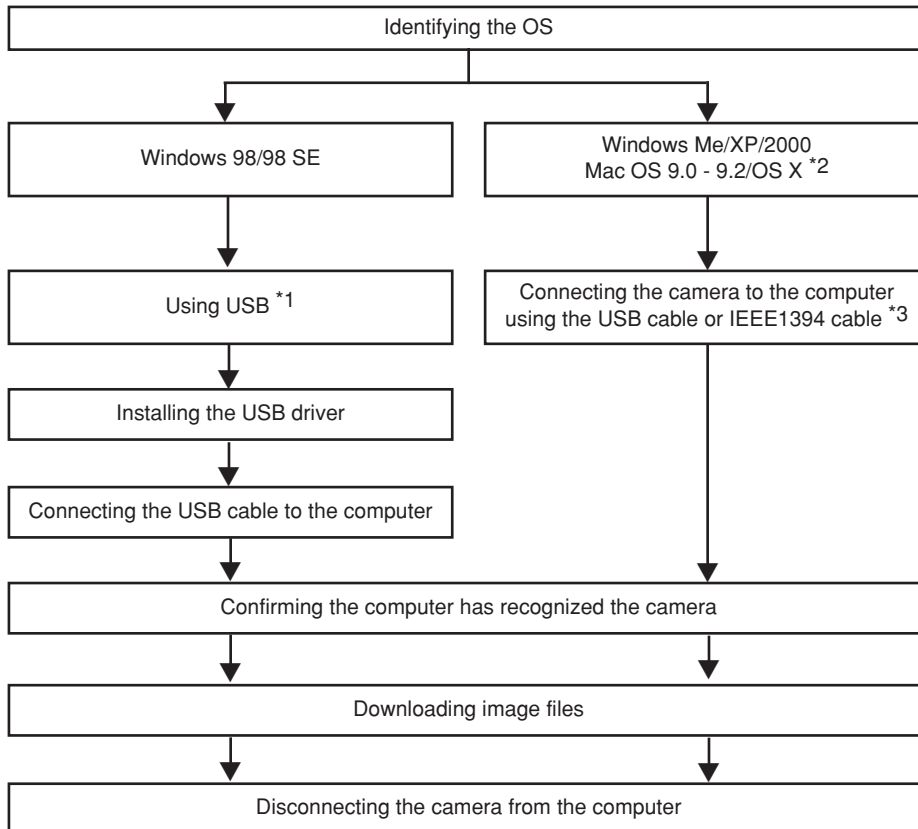 Identifying the OS
Windows 98/98 SE
Windows Me/XP/2000
Mac OS 9.0 - 9.2/OS X *2
Using USB *1
Connecting the camera to the computer
using the USB cable or IEEE1394 cable *3
Installing the USB driver
Connecting the USB cable to the computer
Confirming the computer has recognized the camera
Downloading image files
Disconnecting the camera from the computer